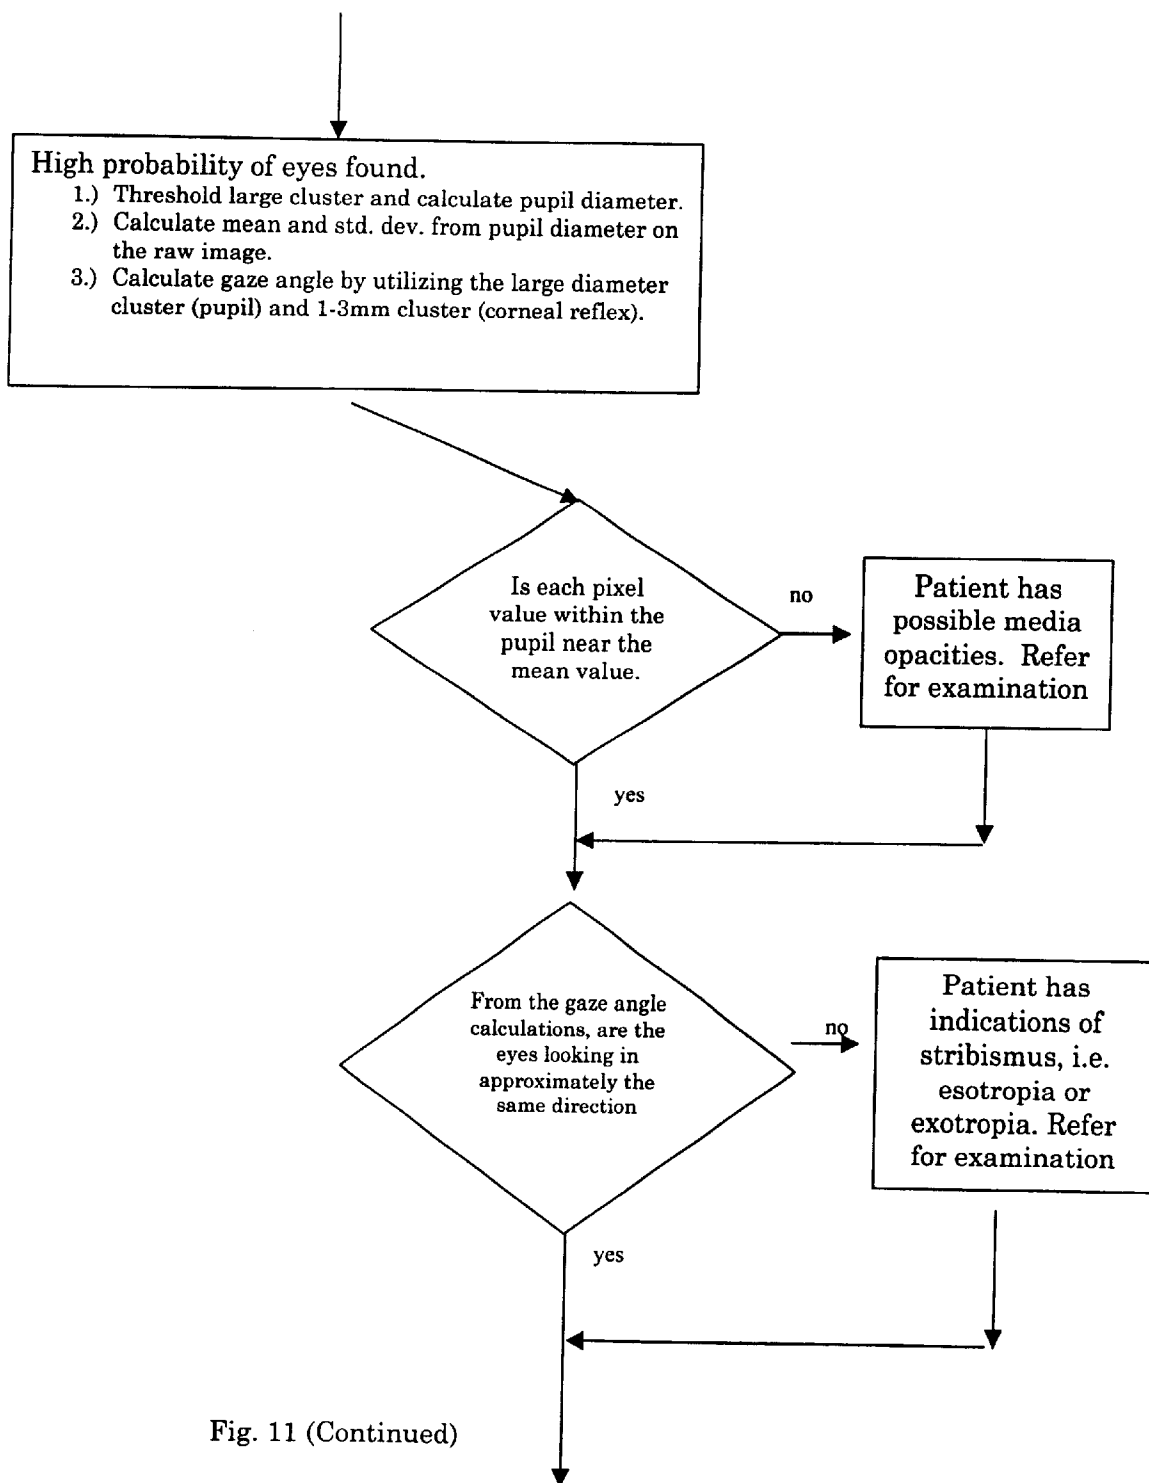 High probability of eyes found.
1.) Threshold large cluster and calculate pupil diameter.
2.) Calculate mean and std. dev. from pupil diameter on
the raw image.
3.) Calculate gaze angle by utilizing the large diameter
cluster (pupil) and 1-3mm cluster (corneal reflex).
Is each pixel
value within the
pupil near the
mean value.
no
Patient has
possible media
opacities. Refer
for examination
yes
From the gaze angle
calculations, are the
eyes looking in
approximately the
same direction
no
Patient has
indications of
stribismus, i.e.
esotropia or
exotropia. Refer
for examination
yes
Fig. 11 (Continued)